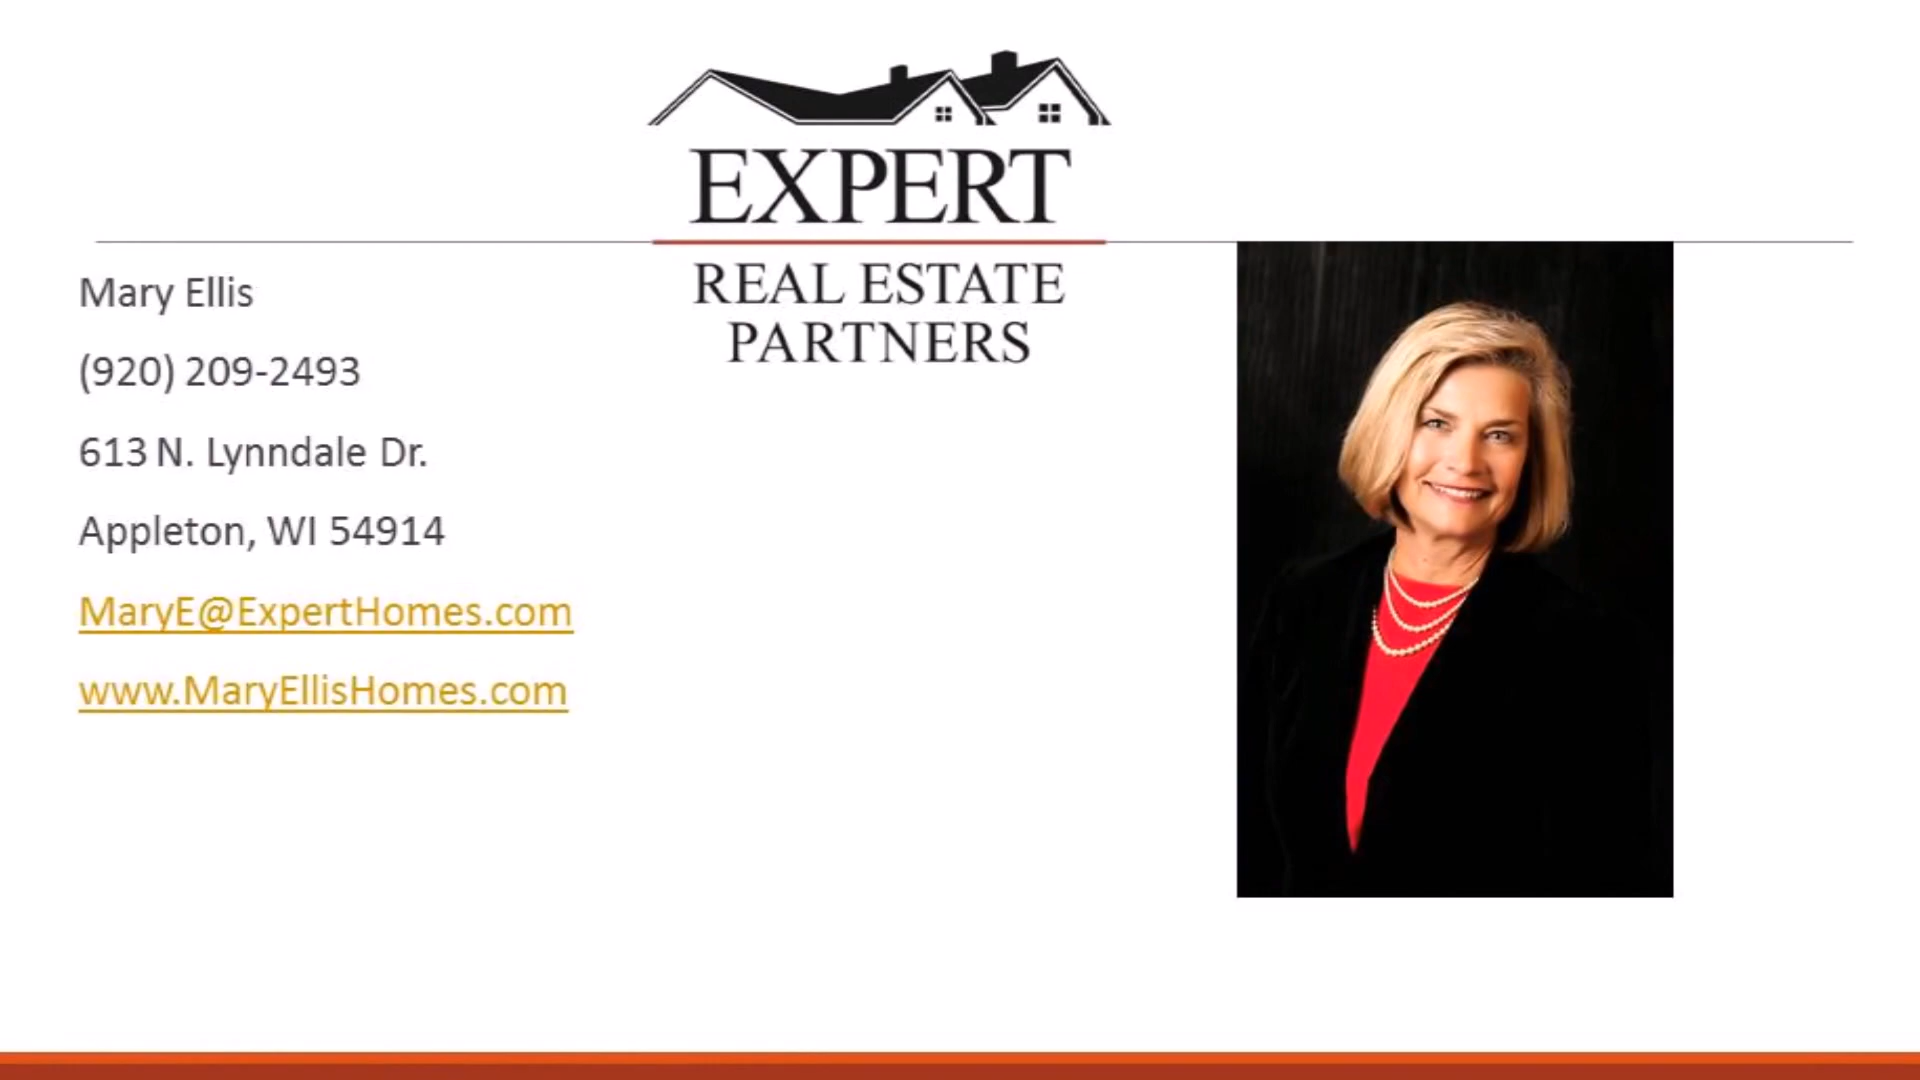 EXPERT
REAL ESTATE
PARTNERS
Mary Ellis
(920) 209-2493
613 N. Lynndale Dr.
Appleton, WI 54914
MaryE@ExpertHomes.com
www.MaryEllisHomes.com